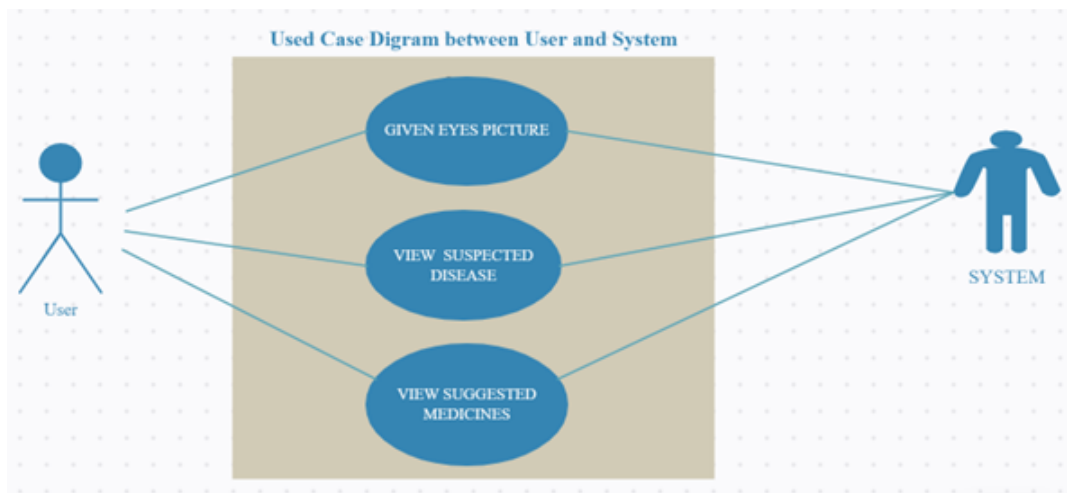 Used Case Digram between User and System
GIVEN EYES PICTURE
VIEW SUSPECTED
DISEASE
VIEW SUGGESTED
MEDICINES
User
SYSTEM